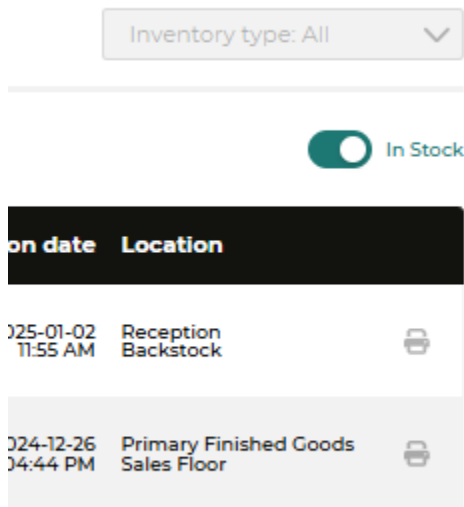 Inventory type: All
In Stock
on date Location
025-01-02 Reception
11:55 AM Backstock
024-12-26 Primary Finished Goods
04:44 PM Sales Floor